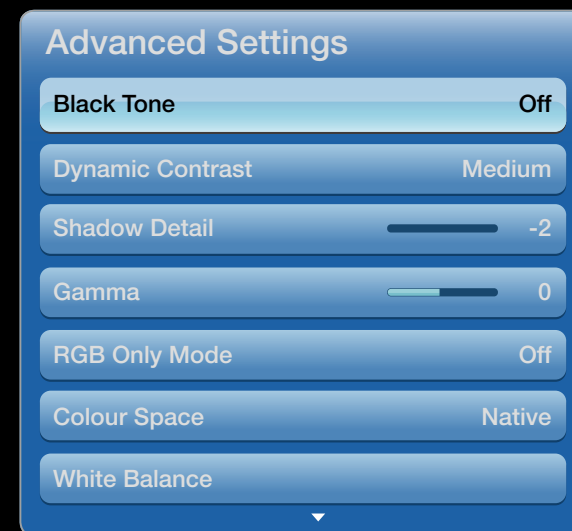 Advanced Settings
Black Tone Off
Dynamic Contrast Medium
Shadow Detail -2
Gamma 0
RGB Only Mode Off
Colour Space Native
White Balance